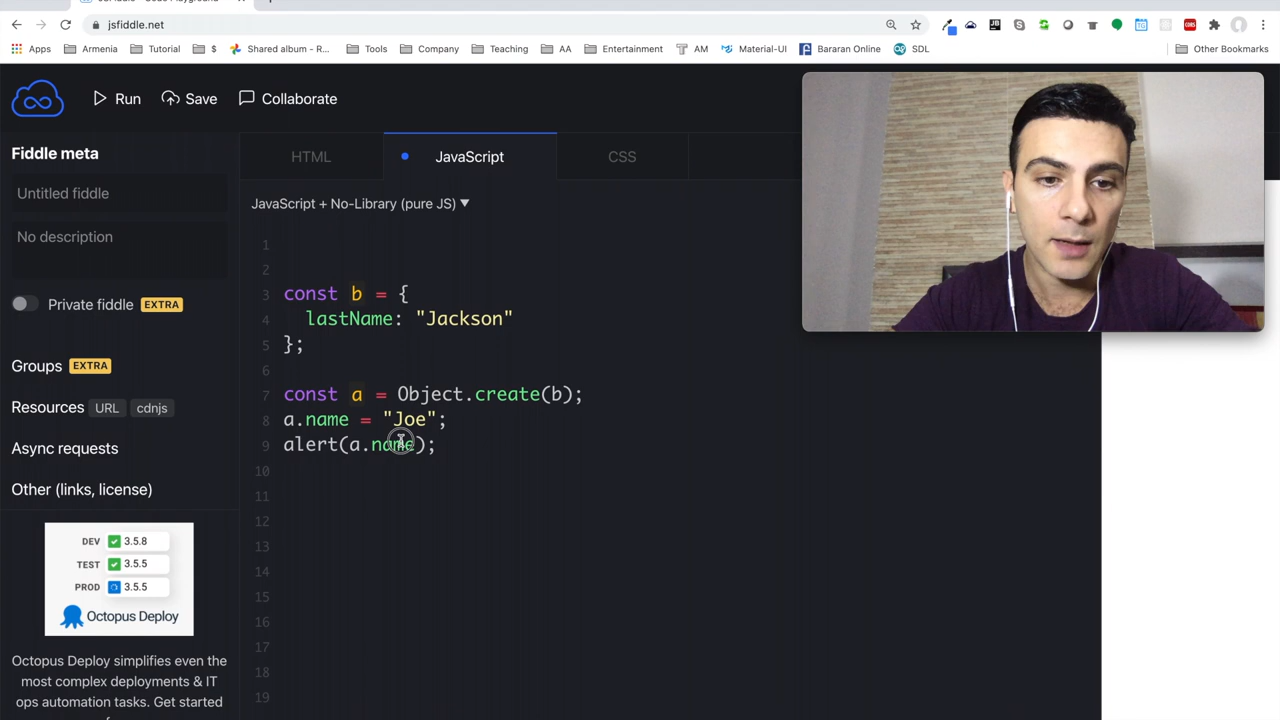 jsfiddle.net
Apps Armenia Tutorial $ Shared album - R... Tools Company Teaching AA Entertainment AM Material-UI Bararan Online SDL Other Bookmarks
Run Save Collaborate
Fiddle meta
Untitled fiddle
No description
Private fiddle EXTRA
Groups EXTRA
Resources URL cdnjs
Async requests
Other (links, license)
DEV 3.5.8
TEST 3.5.5
PROD 3.5.5
Octopus Deploy
Octopus Deploy simplifies even the
most complex deployments & IT
ops automation tasks. Get started
HTML JavaScript CSS
JavaScript + No-Library (pure JS) ▼
1
2
3 const b = {
4 lastName: "Jackson"
5 };
6
7 const a = Object.create(b);
8 a.name = "Joe";
9 alert(a.name);
10
11
12
13
14
15
16
17
18
19